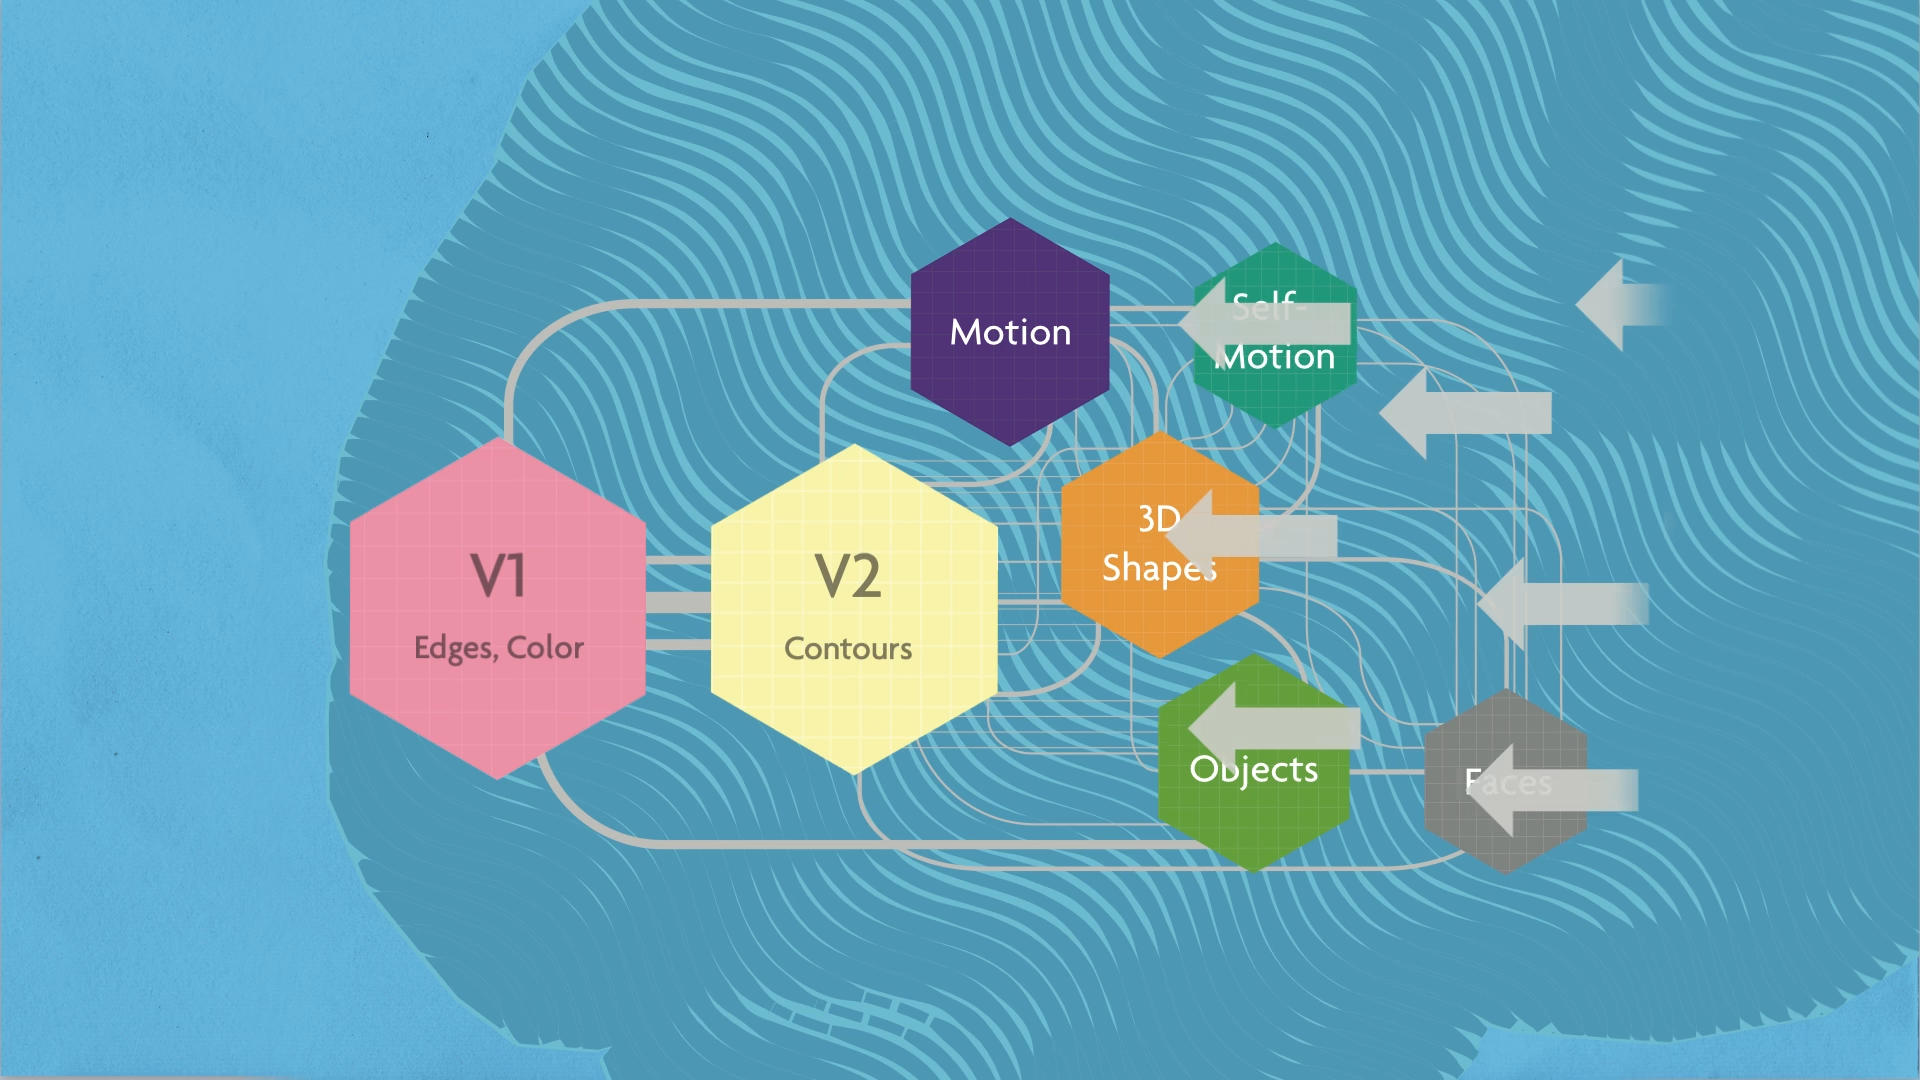 Motion
Self-
Motion
V1
Edges, Color
V2
Contours
3D
Shapes
Objects
Faces